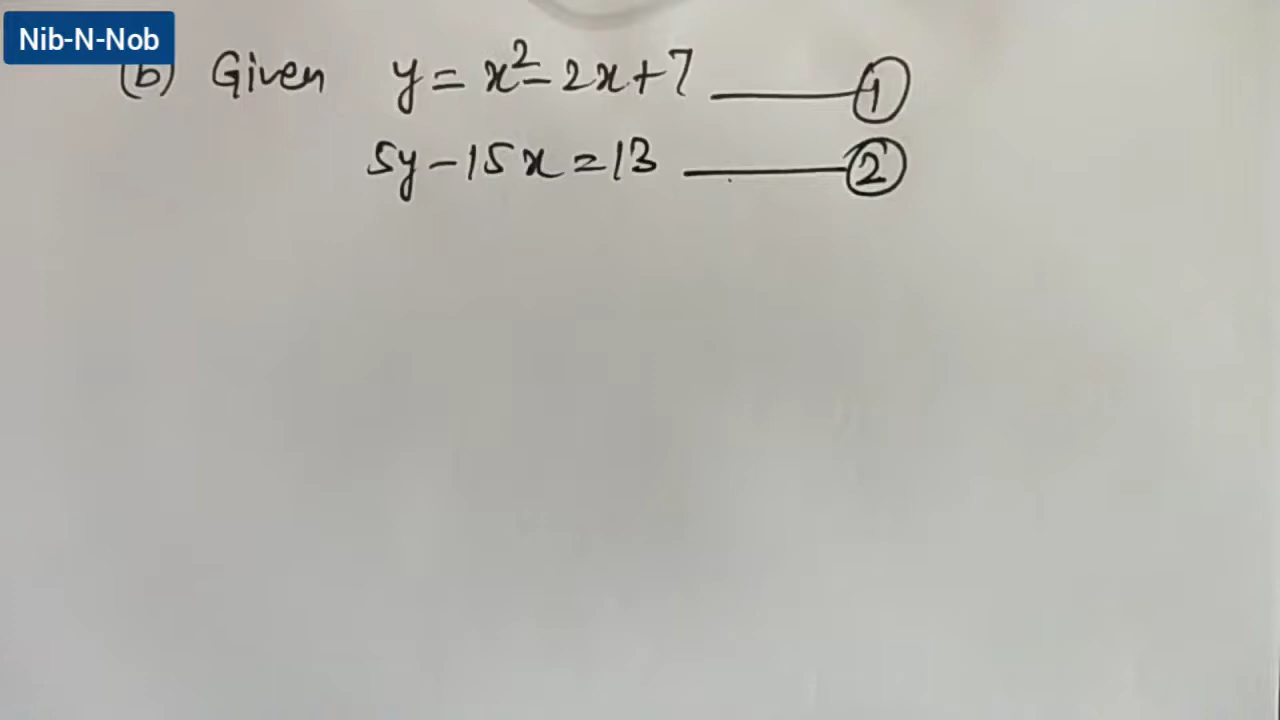 Nib-N-Nob
(b) Given y = x² - 2x + 7 ——— ①
5y - 15x = 13 ——— ②